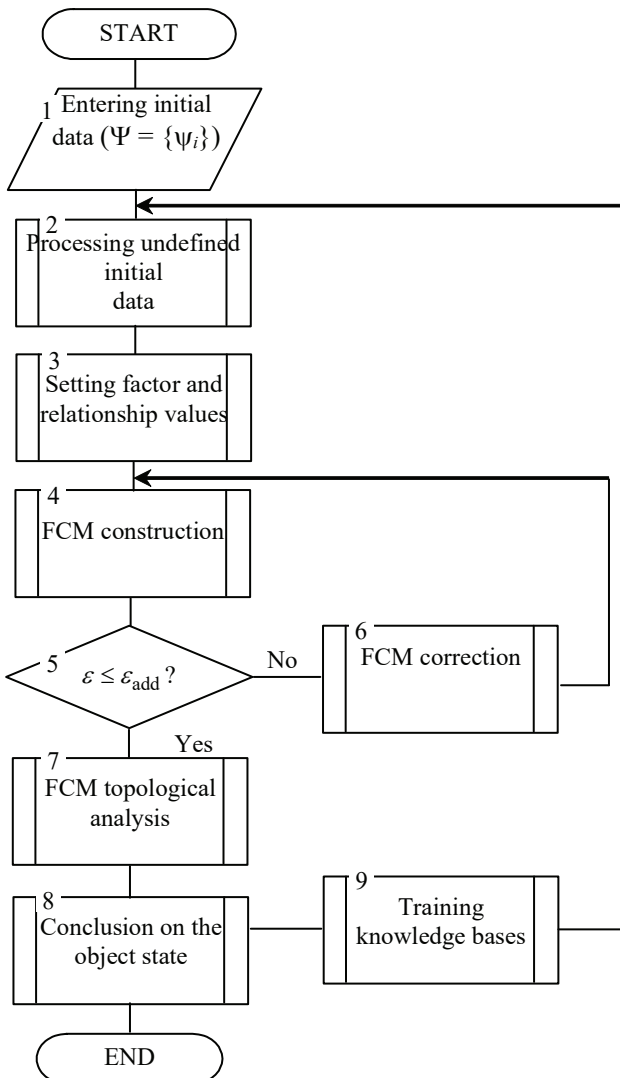 START
1
Entering initial
data (Ψ = {ψᵢ})
2
Processing undefined
initial
data
3
Setting factor and
relationship values
4
FCM construction
5
ε ≤ ε_add ?
No
6
FCM correction
Yes
7
FCM topological
analysis
8
Conclusion on the
object state
9
Training
knowledge bases
END